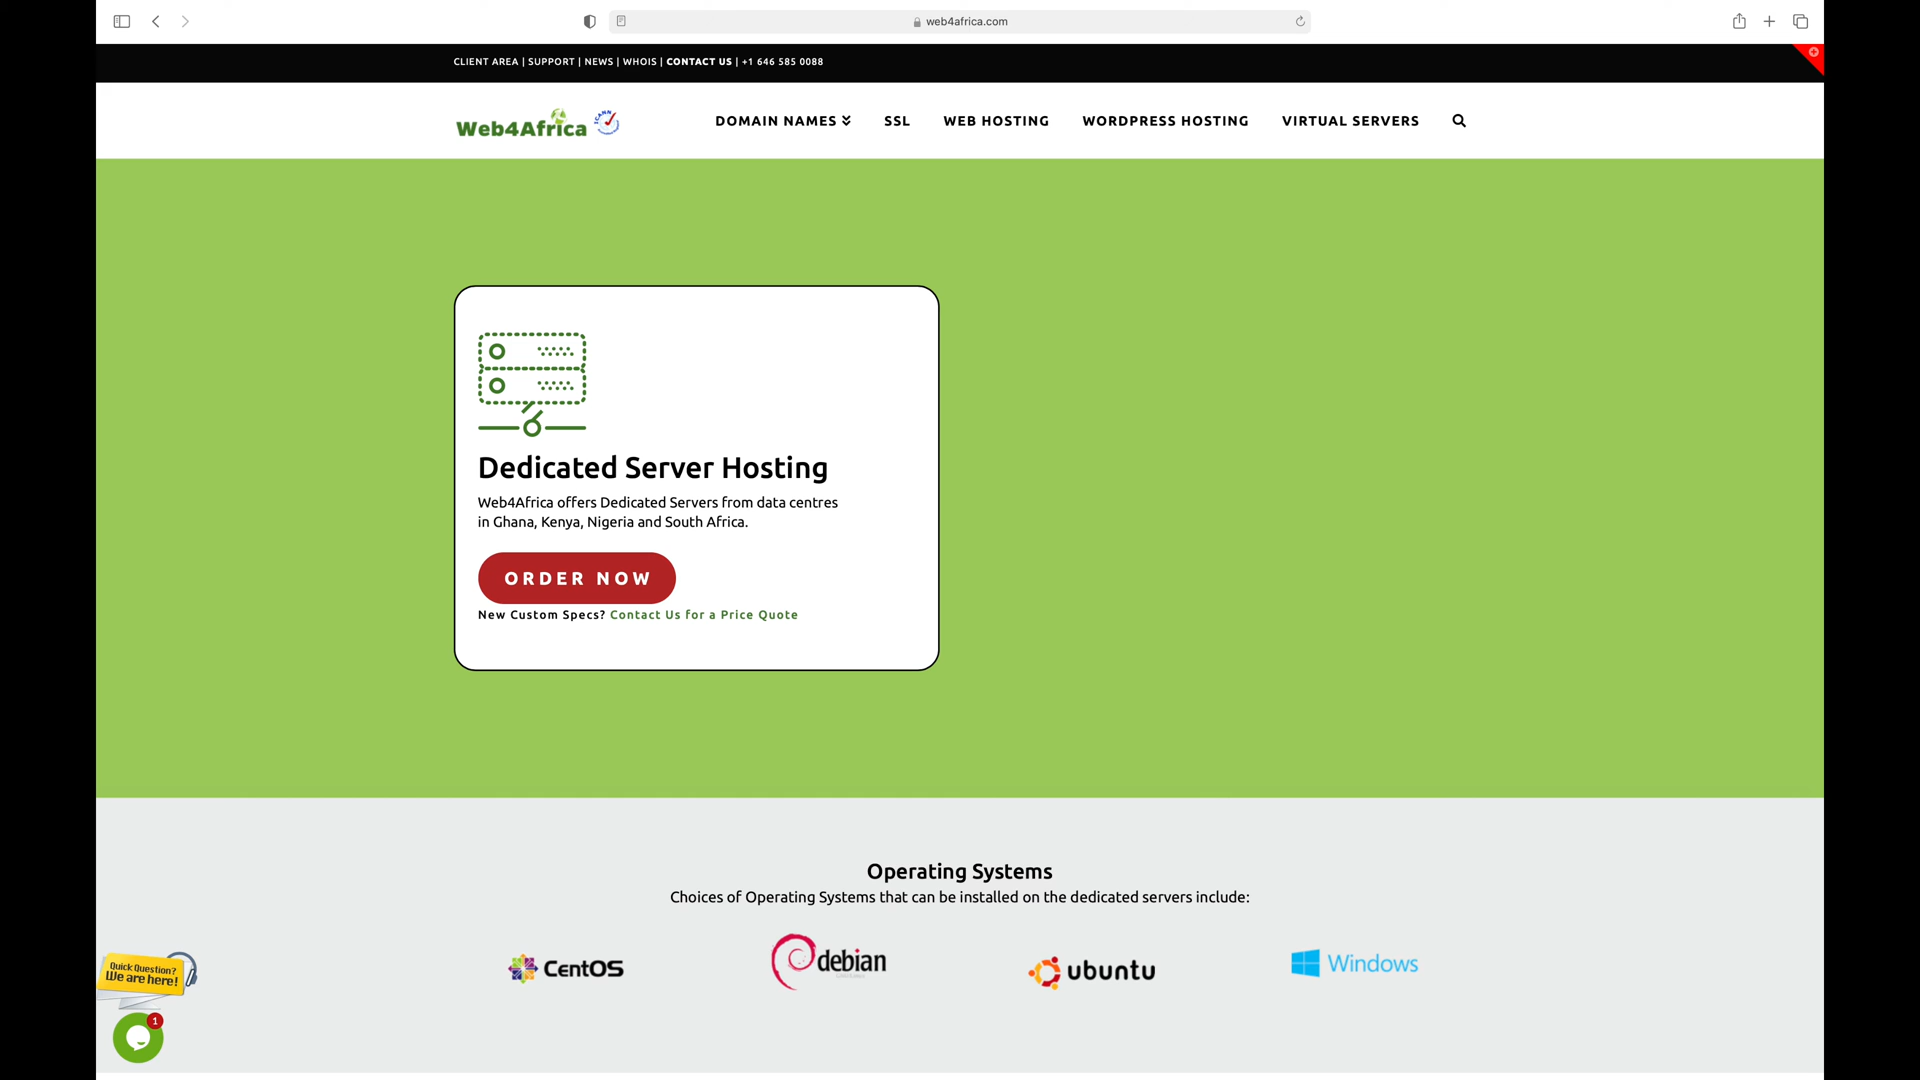 web4africa.com
CLIENT AREA | SUPPORT | NEWS | WHOIS | CONTACT US | +1 646 585 0088
Web4Africa ICANN
DOMAIN NAMES SSL WEB HOSTING WORDPRESS HOSTING VIRTUAL SERVERS
Dedicated Server Hosting
Web4Africa offers Dedicated Servers from data centres
in Ghana, Kenya, Nigeria and South Africa.
ORDER NOW
New Custom Specs? Contact Us for a Price Quote
Operating Systems
Choices of Operating Systems that can be installed on the dedicated servers include:
CentOS debian ubuntu Windows
Quick Question?
We are here!
1